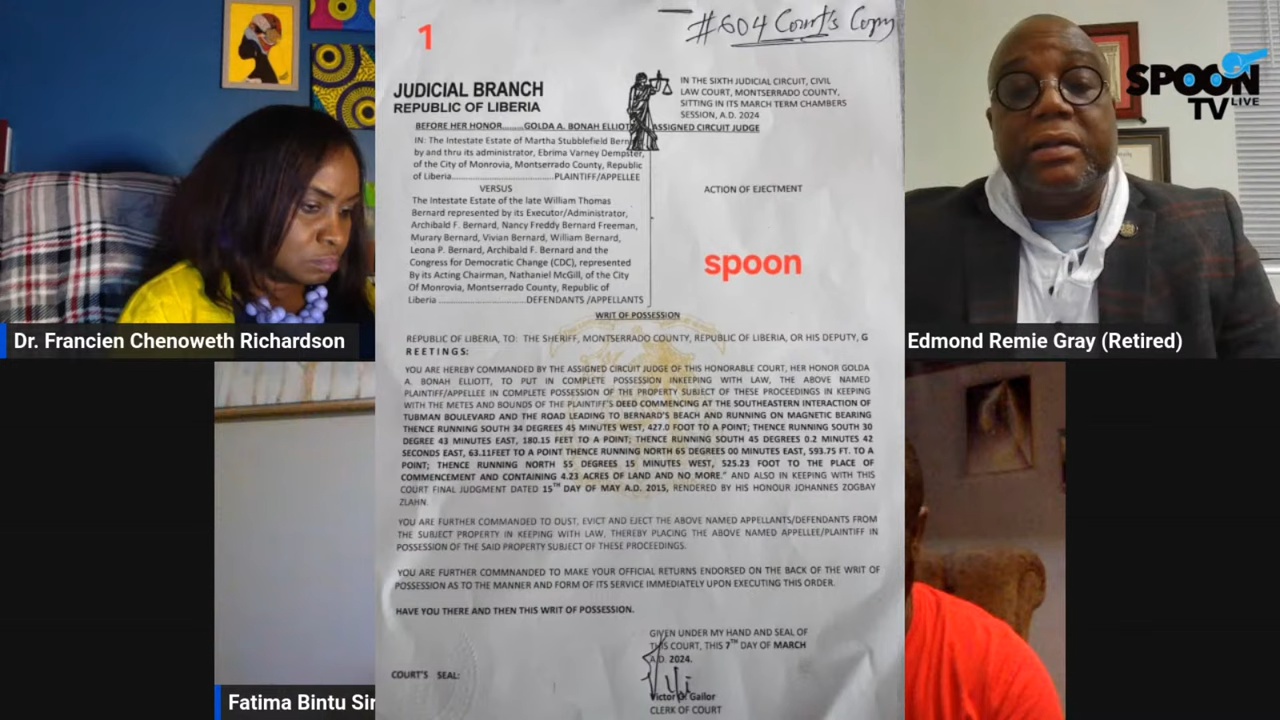 1
#604 Court's Copy
JUDICIAL BRANCH
REPUBLIC OF LIBERIA
IN THE SIXTH JUDICIAL CIRCUIT, CIVIL
LAW COURT, MONTSERRADO COUNTY,
SITTING IN ITS MARCH TERM CHAMBERS
SESSION, A.D. 2024
BEFORE HER HONOR........GOLDA A. BONAH ELLIOTT ASSIGNED CIRCUIT JUDGE
IN: The Intestate Estate of Martha Stubblefield
by and thru its administrator, Ebrima Varney Dempster,
of the City of Monrovia, Montserrado County, Republic
of Liberia.................................PLAINTIFF/APPELLEE
VERSUS
ACTION OF EJECTMENT
The Intestate Estate of the late William Thomas
Bernard represented by its Executor/Administrator,
Archibald F. Bernard, Nancy Freddy Bernard Freeman,
Murary Bernard, Vivian Bernard, William Bernard,
Leona P. Bernard, Archibald F. Bernard and the
Congress for Democratic Change (CDC), represented
By its Acting Chairman, Nathaniel McGill, of the City
Of Monrovia, Montserrado County, Republic of
Liberia ......................DEFENDANTS /APPELLANTS
spoon
WRIT OF POSSESSION
REPUBLIC OF LIBERIA, TO: THE SHERIFF, MONTSERRADO COUNTY, REPUBLIC OF LIBERIA, OR HIS DEPUTY, G
R E E T I N G S:
YOU ARE HEREBY COMMANDED BY THE ASSIGNED CIRCUIT JUDGE OF THIS HONORABLE COURT, HER HONOR GOLDA
A. BONAH ELLIOTT, TO PUT IN COMPLETE POSSESSION INKEEPING WITH LAW, THE ABOVE NAMED
PLAINTIFF/APPELLEE IN COMPLETE POSSESSION OF THE PROPERTY SUBJECT OF THESE PROCEEDINGS IN KEEPING
WITH THE METES AND BOUNDS OF THE PLAINTIFF'S DEED COMMENCING AT THE SOUTHEASTERN INTERACTION OF
TUBMAN BOULEVARD AND THE ROAD LEADING TO BERNARD'S BEACH AND RUNNING ON MAGNETIC BEARING
THENCE RUNNING SOUTH 34 DEGREES 45 MINUTES WEST, 427.0 FOOT TO A POINT; THENCE RUNNING SOUTH 30
DEGREE 43 MINUTES EAST, 180.15 FEET TO A POINT; THENCE RUNNING SOUTH 45 DEGREES 0.2 MINUTES 42
SECONDS EAST, 63.11FEET TO A POINT THENCE RUNNING NORTH 65 DEGREES 00 MINUTES EAST, 593.75 FT. TO A
POINT; THENCE RUNNING NORTH 55 DEGREES 15 MINUTES WEST, 525.23 FOOT TO THE PLACE OF
COMMENCEMENT AND CONTAINING 4.23 ACRES OF LAND AND NO MORE." AND ALSO IN KEEPING WITH THIS
COURT FINAL JUDGMENT DATED 15TH DAY OF MAY A.D. 2015, RENDERED BY HIS HONOUR JOHANNES ZOGBAY
ZLAHN.
YOU ARE FURTHER COMMANDED TO OUST, EVICT AND EJECT THE ABOVE NAMED APPELLANTS/DEFENDANTS FROM
THE SUBJECT PROPERTY IN KEEPING WITH LAW, THEREBY PLACING THE ABOVE NAMED APPELLEE/PLAINTIFF IN
POSSESSION OF THE SAID PROPERTY SUBJECT OF THESE PROCEEDINGS.
YOU ARE FURTHER COMMNANDED TO MAKE YOUR OFFICIAL RETURNS ENDORSED ON THE BACK OF THE WRIT OF
POSSESSION AS TO THE MANNER AND FORM OF ITS SERVICE IMMEDIATELY UPON EXECUTING THIS ORDER.
HAVE YOU THERE AND THEN THIS WRIT OF POSSESSION.
GIVEN UNDER MY HAND AND SEAL OF
THIS COURT, THIS 7TH DAY OF MARCH
A.D. 2024.
COURT'S SEAL:
Victor Gailor
CLERK OF COURT
SPOON
TV LIVE
Dr. Francien Chenoweth Richardson
Edmond Remie Gray (Retired)
Fatima Bintu